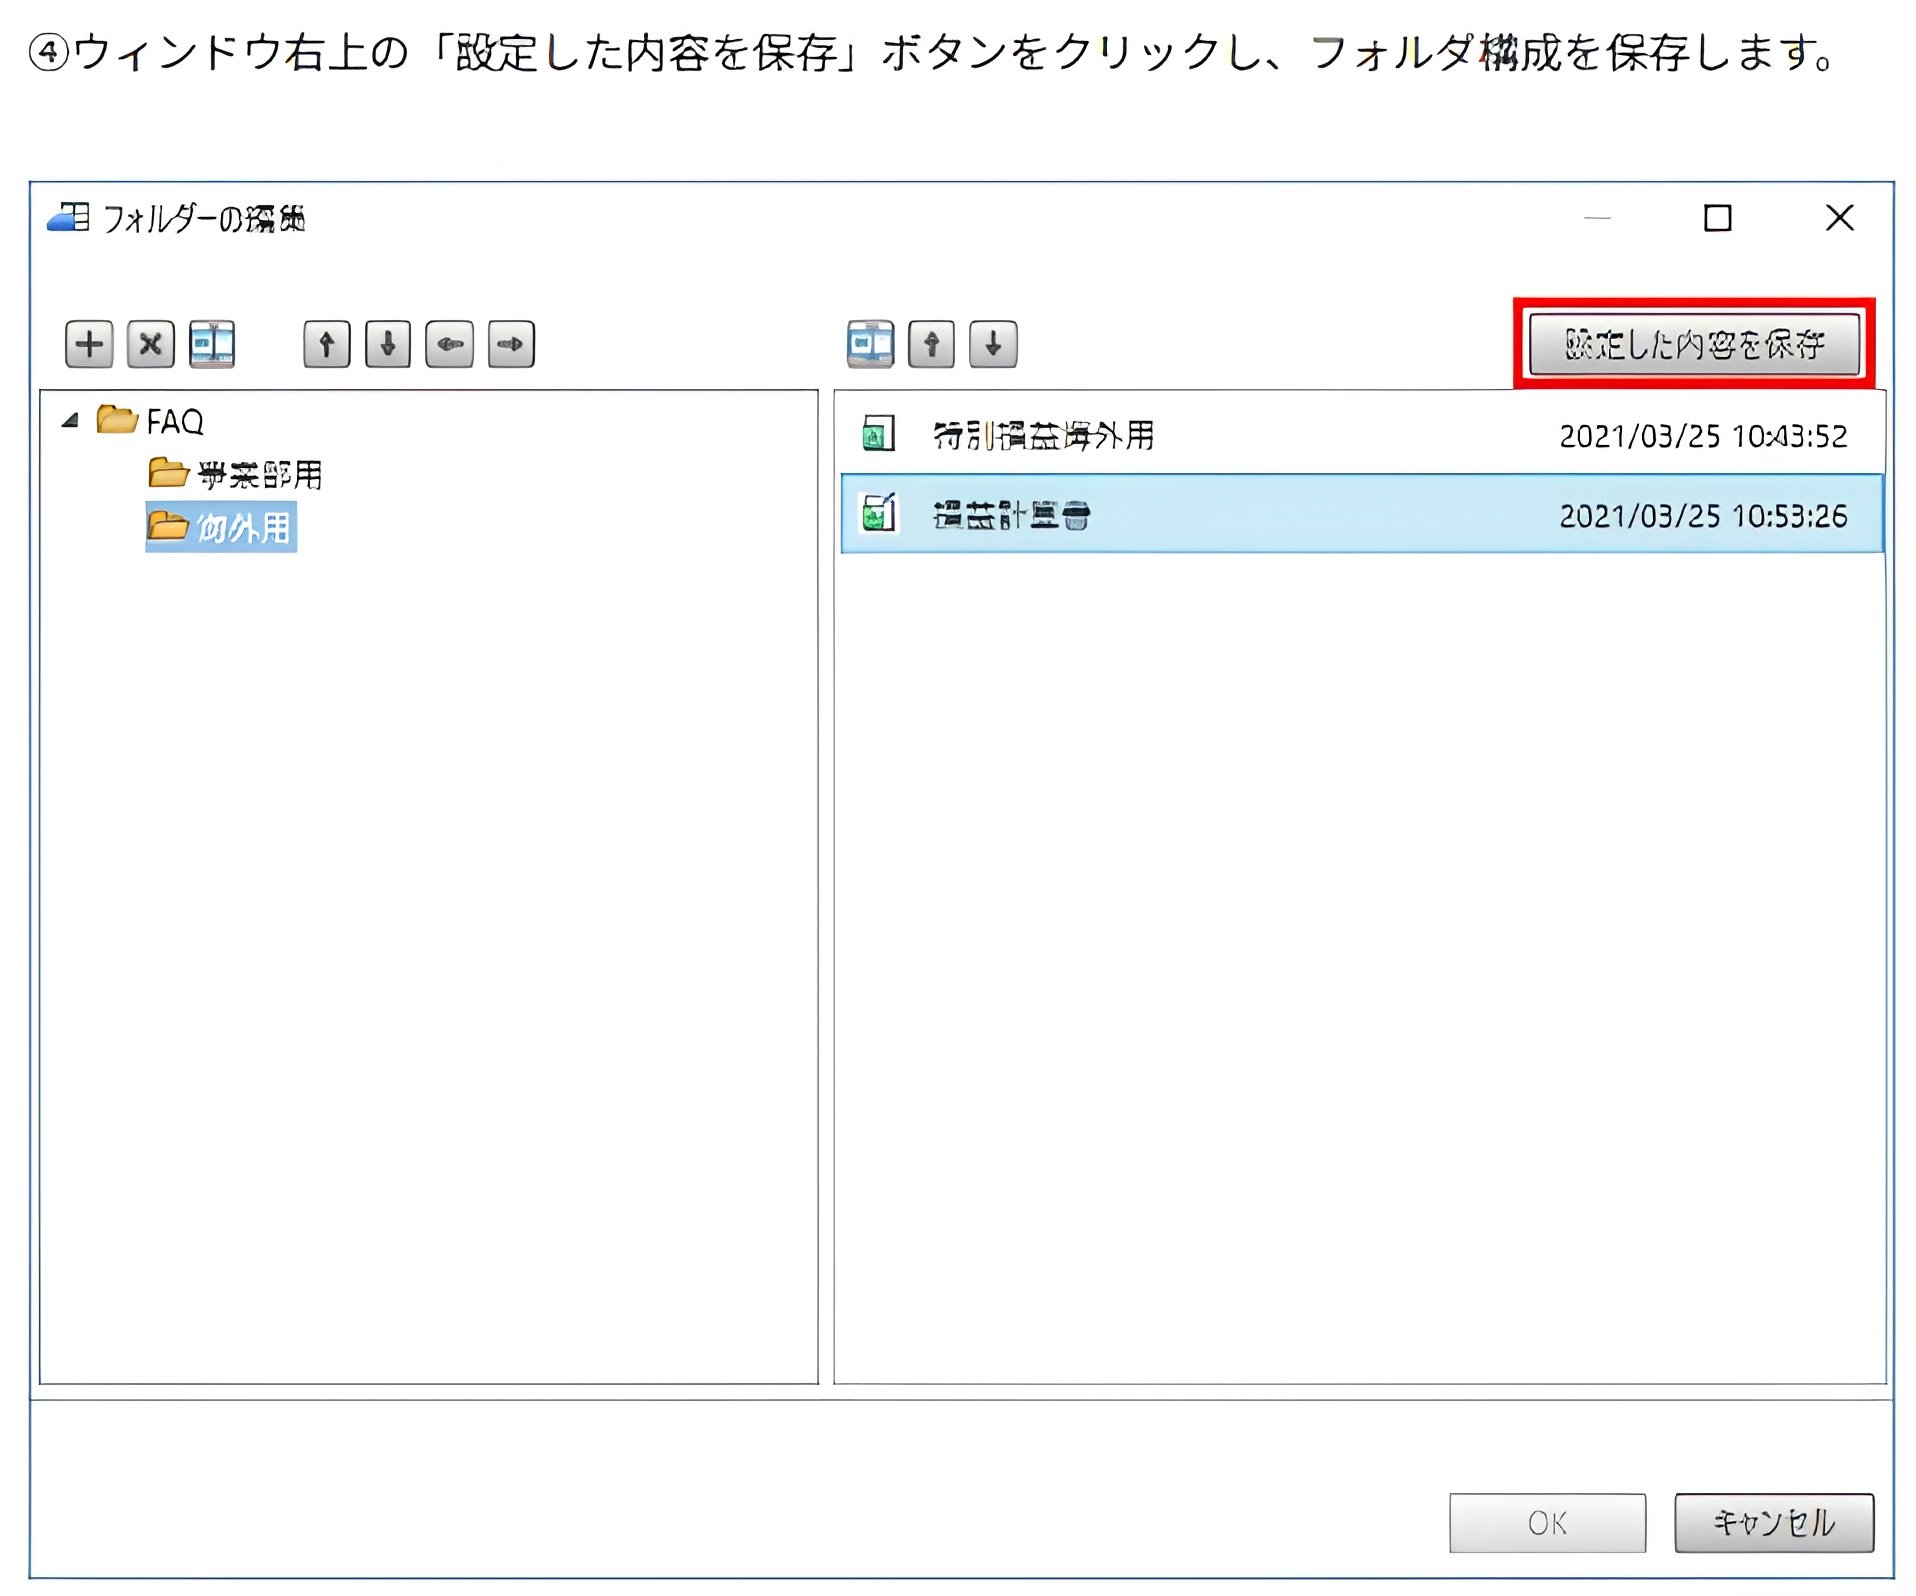 ④ウィンドウ右上の「設定した内容を保存」ボタンをクリックし、フォルダ構成を保存します。
フォルダーの編集
設定した内容を保存
FAQ
事業部用
特別損益海外用 2021/03/25 10:43:52
外用
損益計算書 2021/03/25 10:53:26
OK キャンセル